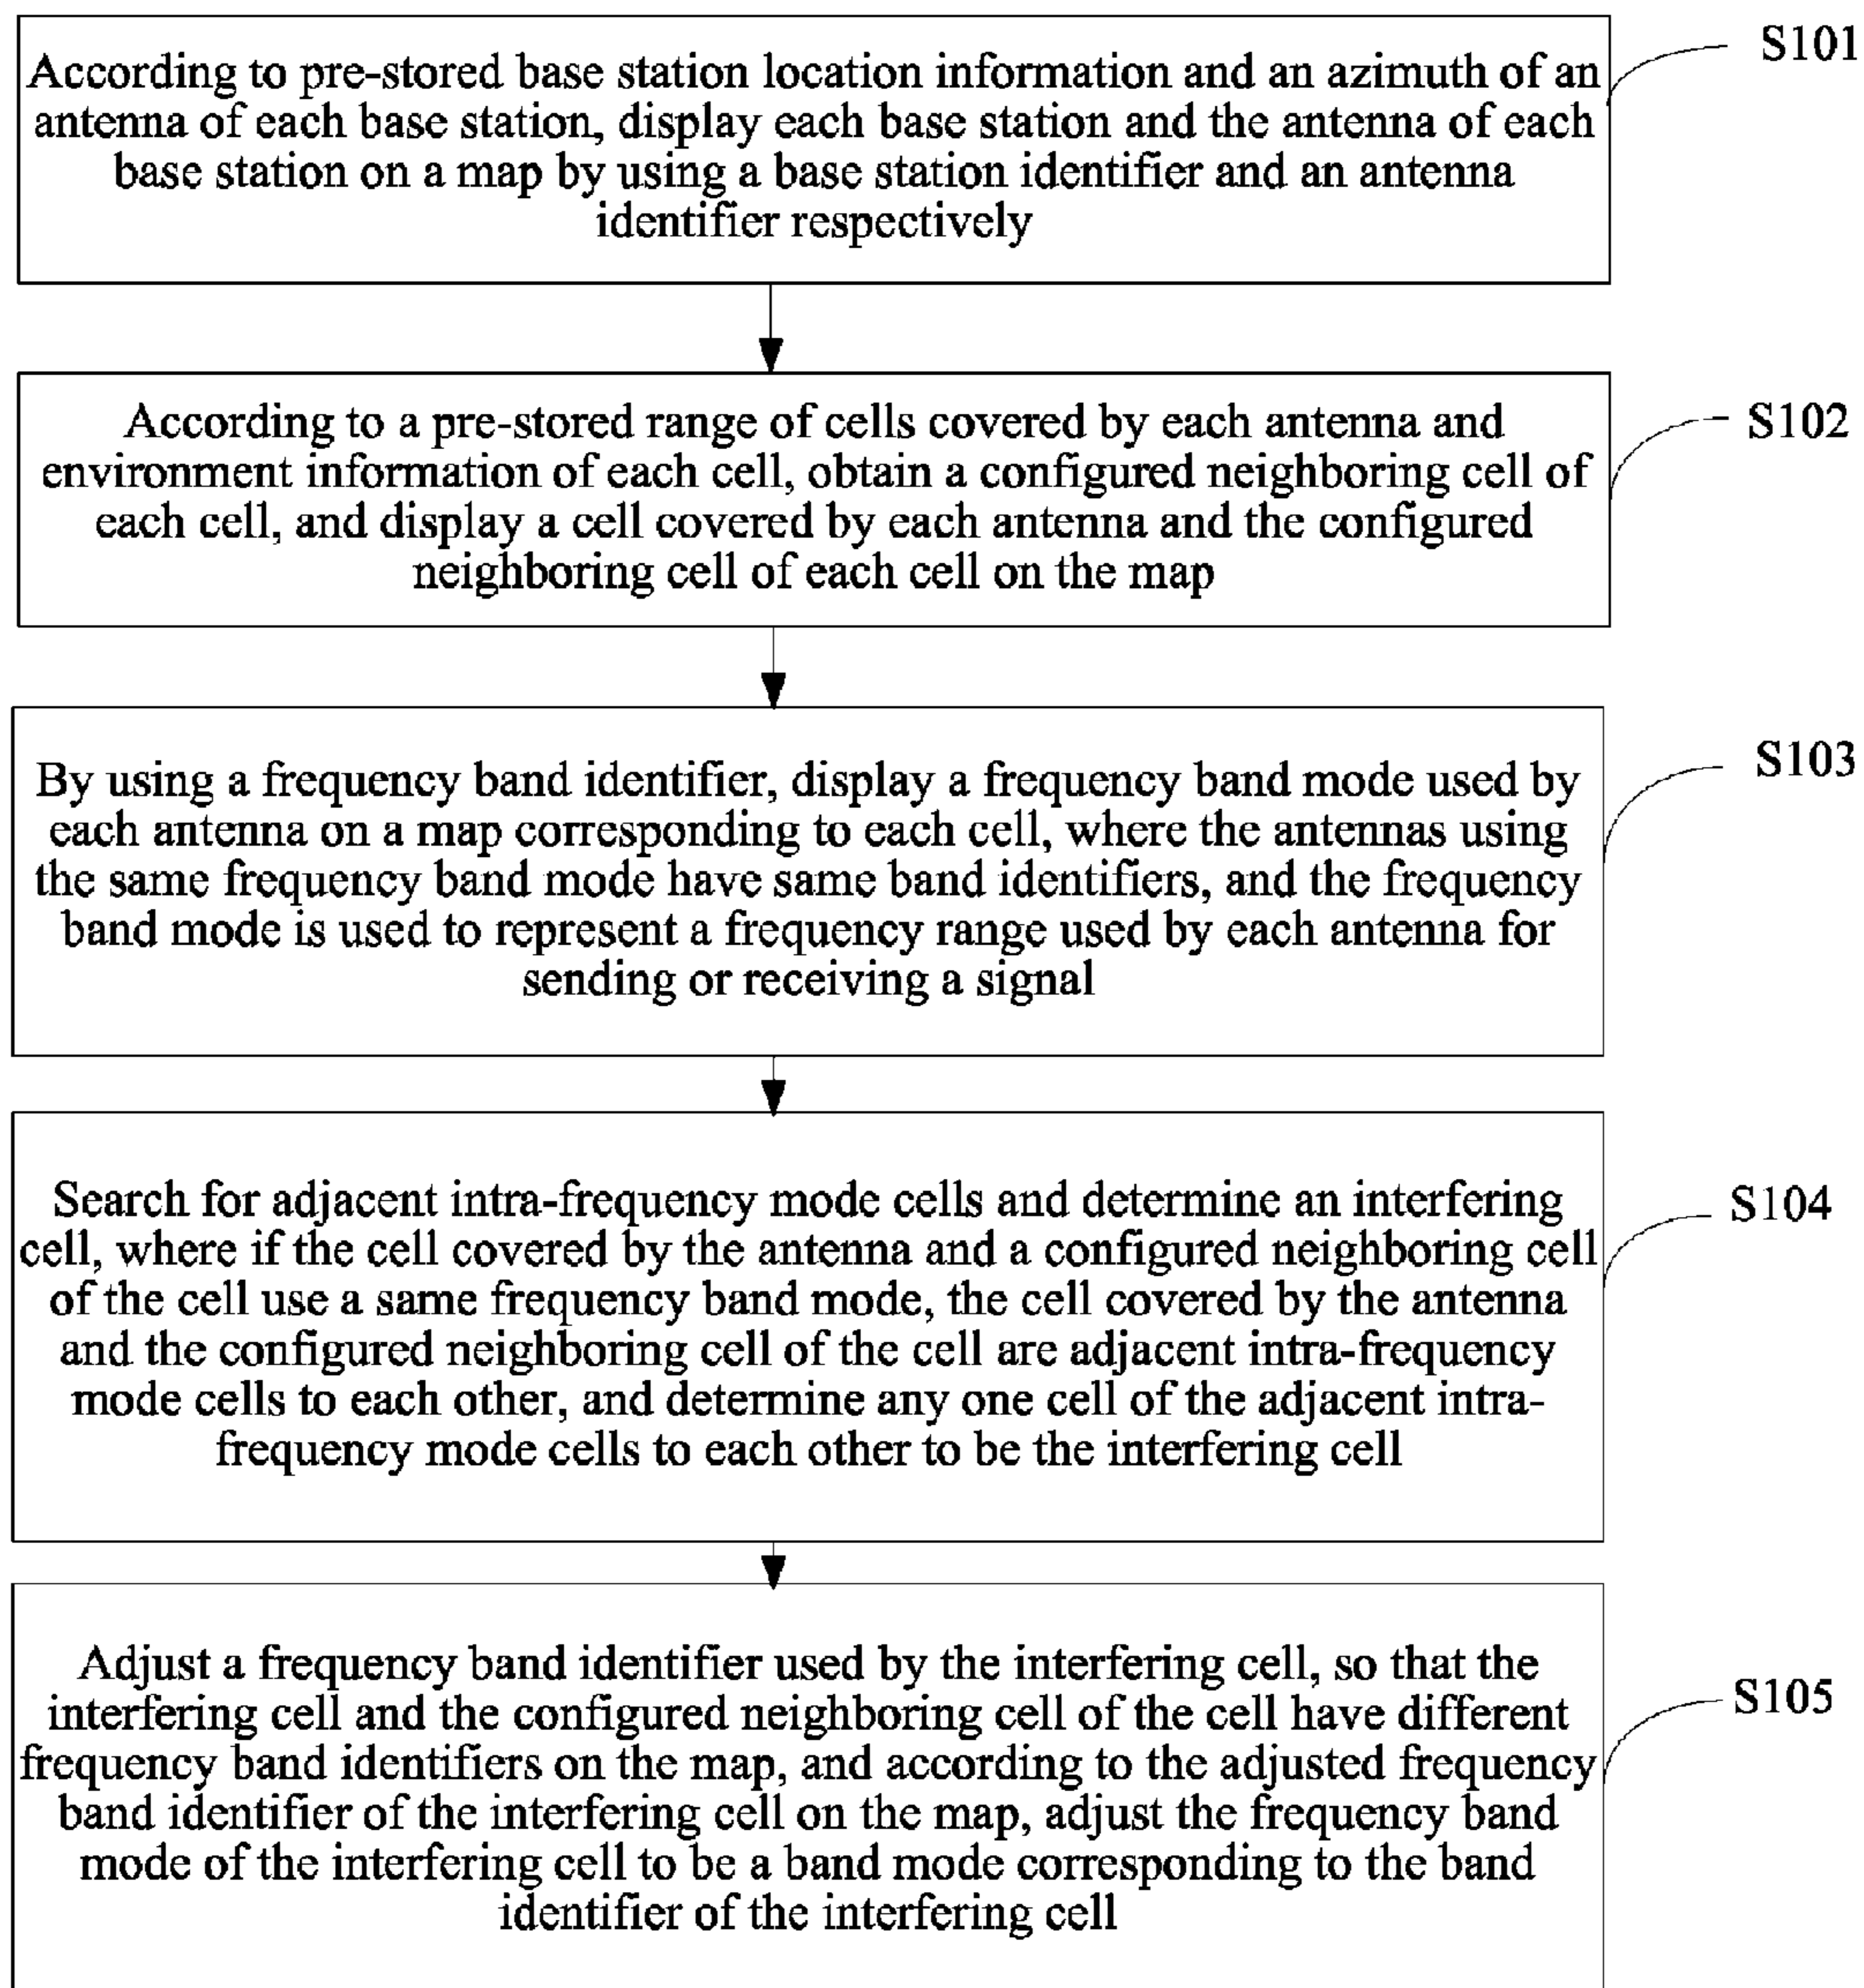 According to pre-stored base station location information and an azimuth of an
antenna of each base station, display each base station and the antenna of each
base station on a map by using a base station identifier and an antenna
identifier respectively
S101
According to a pre-stored range of cells covered by each antenna and
environment information of each cell, obtain a configured neighboring cell of
each cell, and display a cell covered by each antenna and the configured
neighboring cell of each cell on the map
S102
By using a frequency band identifier, display a frequency band mode used by
each antenna on a map corresponding to each cell, where the antennas using
the same frequency band mode have same band identifiers, and the frequency
band mode is used to represent a frequency range used by each antenna for
sending or receiving a signal
S103
Search for adjacent intra-frequency mode cells and determine an interfering
cell, where if the cell covered by the antenna and a configured neighboring cell
of the cell use a same frequency band mode, the cell covered by the antenna
and the configured neighboring cell of the cell are adjacent intra-frequency
mode cells to each other, and determine any one cell of the adjacent intra-
frequency mode cells to each other to be the interfering cell
S104
Adjust a frequency band identifier used by the interfering cell, so that the
interfering cell and the configured neighboring cell of the cell have different
frequency band identifiers on the map, and according to the adjusted frequency
band identifier of the interfering cell on the map, adjust the frequency band
mode of the interfering cell to be a band mode corresponding to the band
identifier of the interfering cell
S105